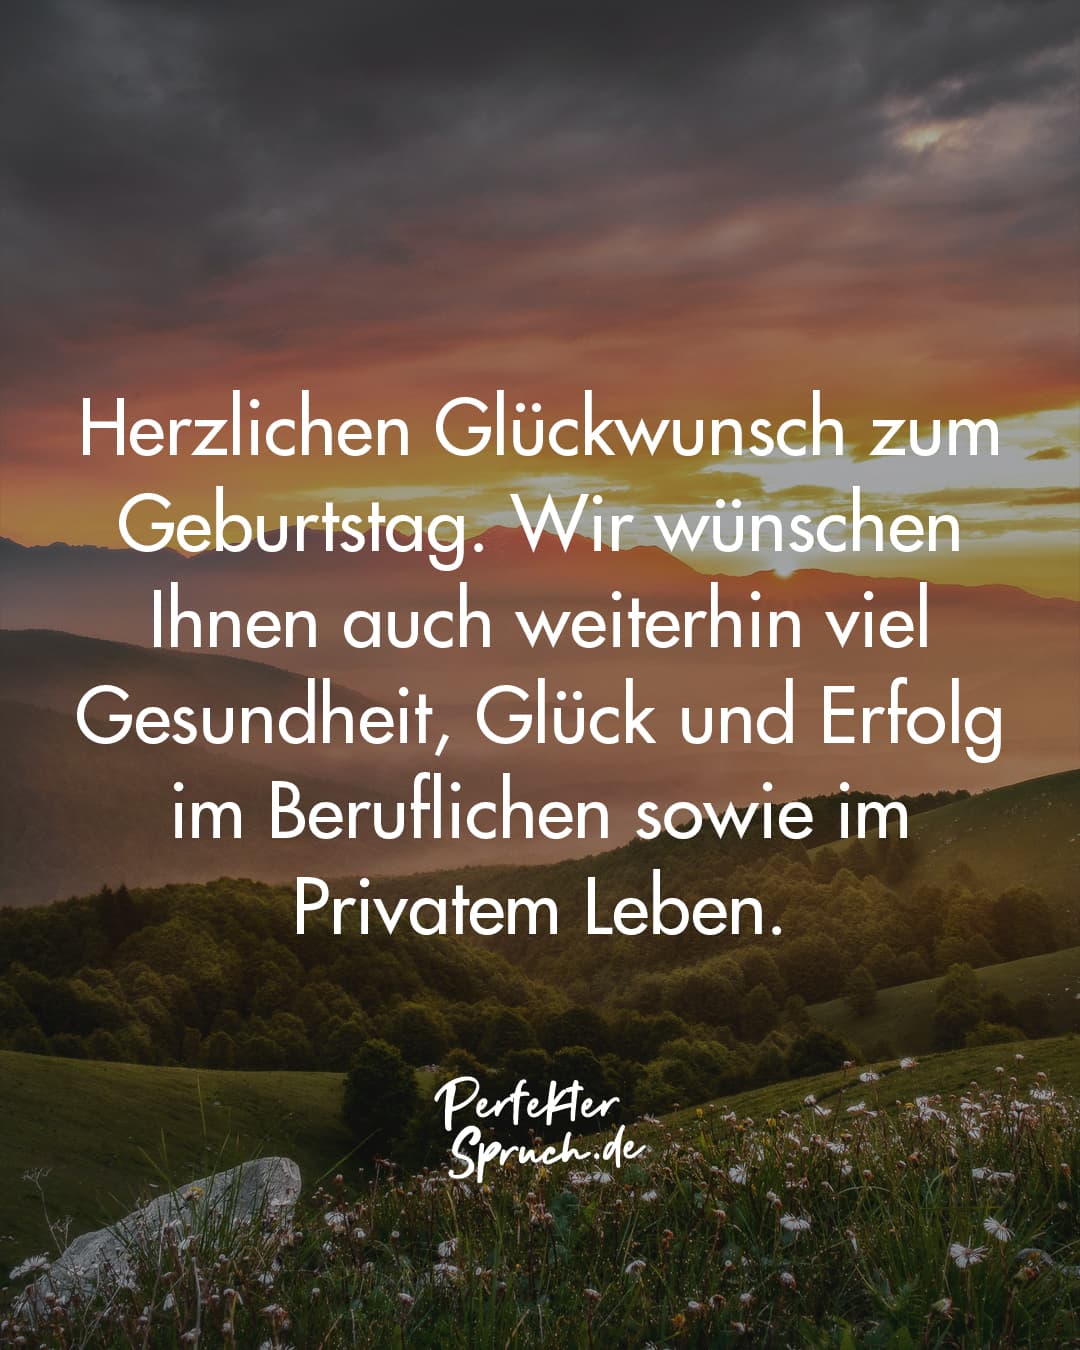 Herzlichen Glückwunsch zum
Geburtstag. Wir wünschen
Ihnen auch weiterhin viel
Gesundheit, Glück und Erfolg
im Beruflichen sowie im
Privatem Leben.
Perfekter
Spruch.de